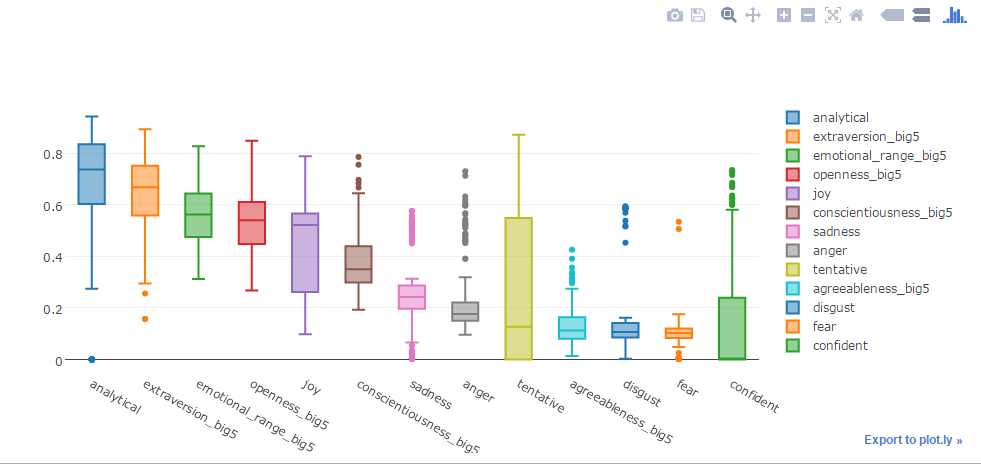 0.8
0.6
0.4
0.2
0
analytical
extraversion_big5
emotional_range_big5
openness_big5
joy
conscientiousness_big5
sadness
anger
tentative
agreeableness_big5
disgust
fear
confident
analytical
extraversion_big5
emotional_range_big5
openness_big5
joy
conscientiousness_big5
sadness
anger
tentative
agreeableness_big5
disgust
fear
confident
Export to plot.ly »